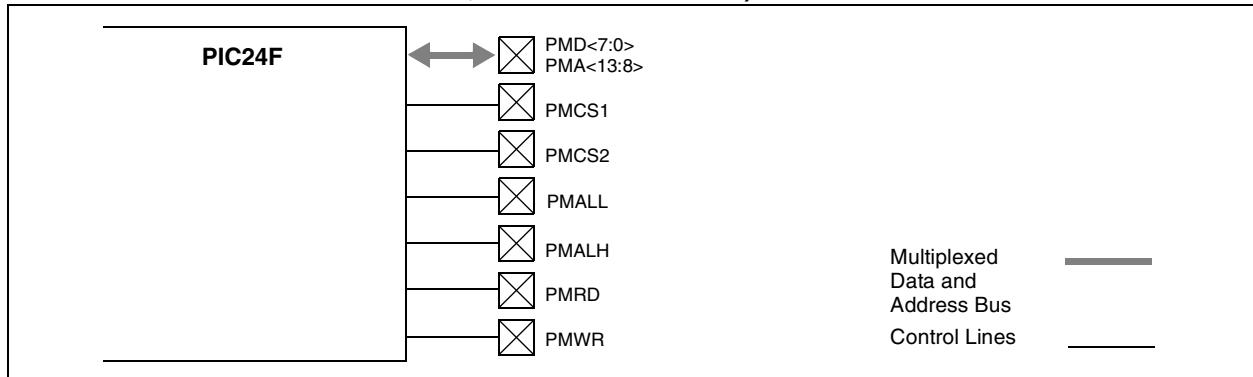 PIC24F
PMD<7:0>
PMA<13:8>
PMCS1
PMCS2
PMALL
PMALH
PMRD
PMWR
Multiplexed
Data and
Address Bus
Control Lines